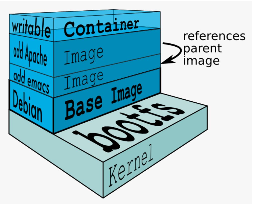 writable
Container
add Apache
Image
add emacs
Image
Debian
Base Image
references
parent
image
bootfs
Kernel